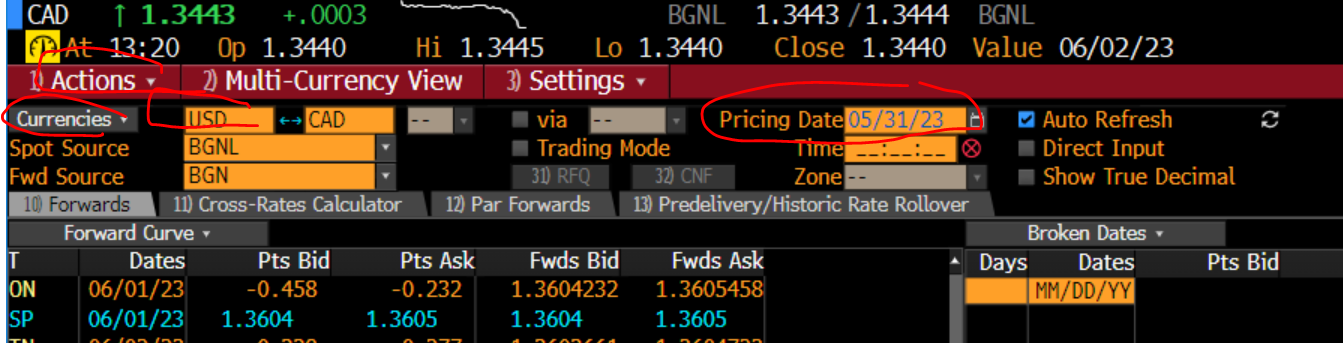 CAD ↑ 1.3443 +.0003 BGNL 1.3443 / 1.3444 BGNL
At 13:20 Op 1.3440 Hi 1.3445 Lo 1.3440 Close 1.3440 Value 06/02/23
1) Actions 2) Multi-Currency View 3) Settings
Currencies USD ↔ CAD -- via -- Pricing Date 05/31/23 Auto Refresh
Spot Source BGNL Trading Mode Time __:__:__ Direct Input
Fwd Source BGN 31) RFQ 32) CNF Zone -- Show True Decimal
10) Forwards 11) Cross-Rates Calculator 12) Par Forwards 13) Predelivery/Historic Rate Rollover
Forward Curve Broken Dates
T Dates Pts Bid Pts Ask Fwds Bid Fwds Ask Days Dates Pts Bid
ON 06/01/23 -0.458 -0.232 1.3604232 1.3605458 MM/DD/YY
SP 06/01/23 1.3604 1.3605 1.3604 1.3605